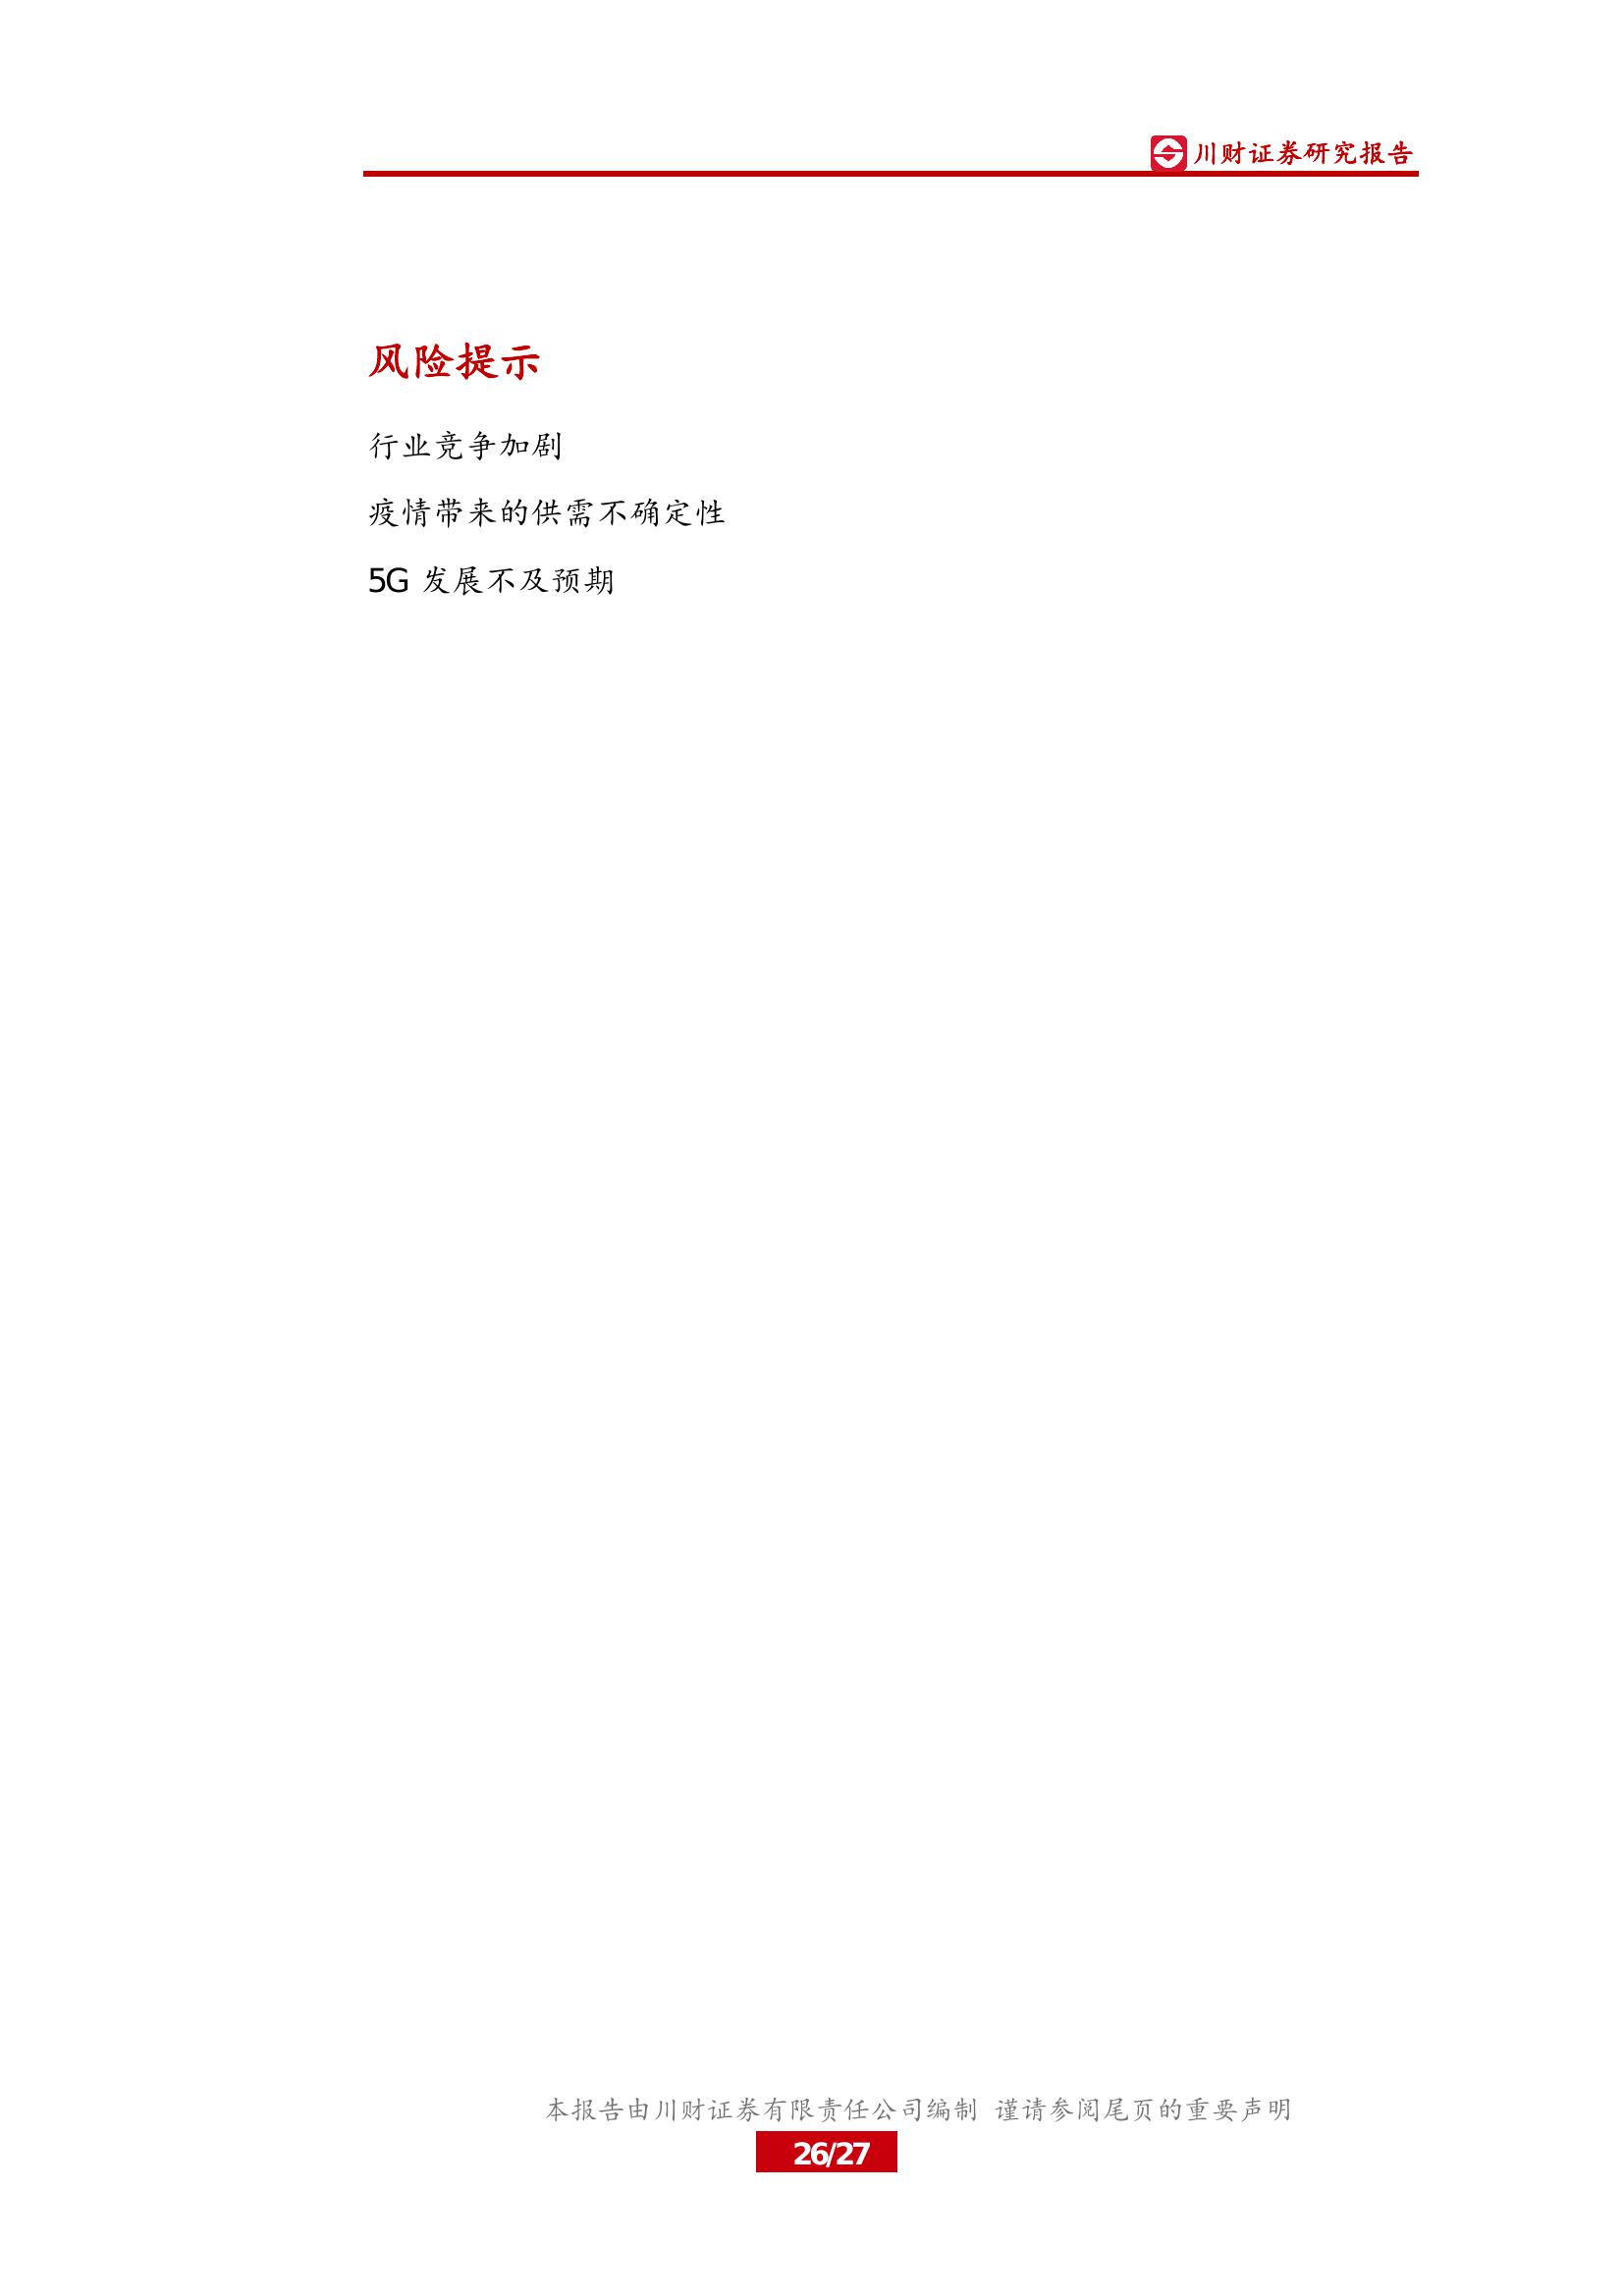 川财证券研究报告
风险提示
行业竞争加剧
疫情带来的供需不确定性
5G 发展不及预期
本报告由川财证券有限责任公司编制 谨请参阅尾页的重要声明
26/27